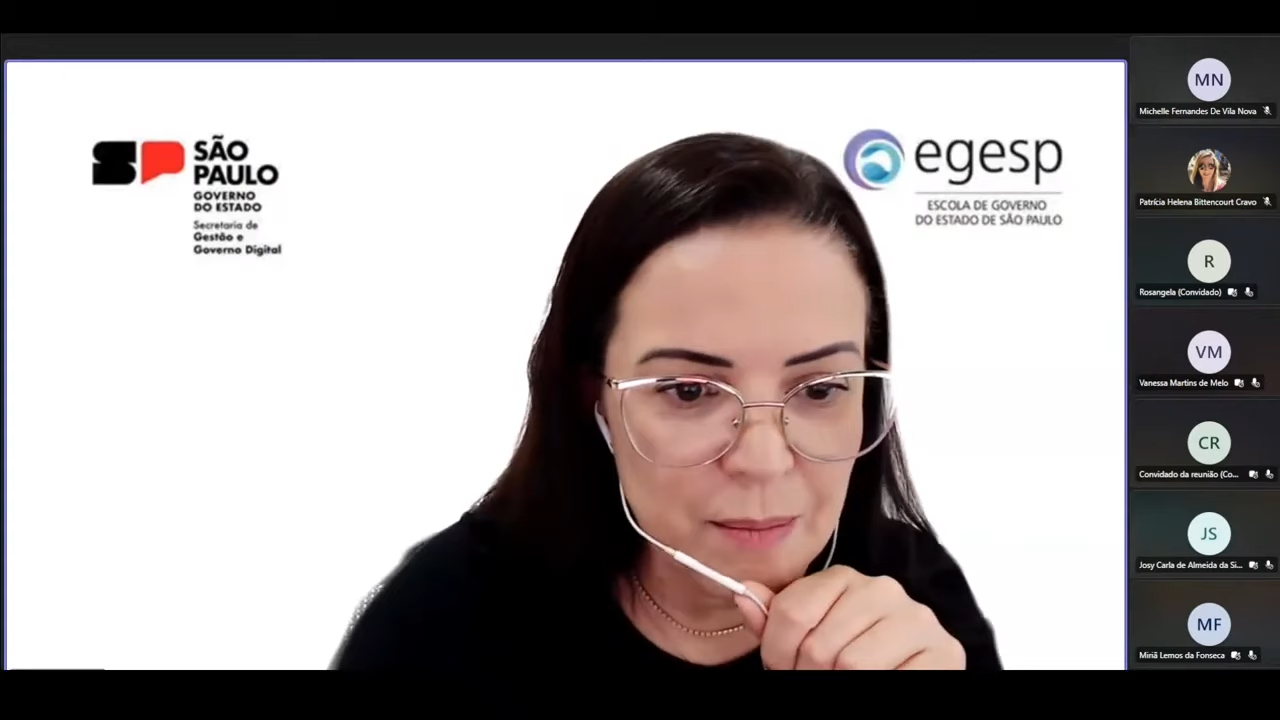 SÃO
PAULO
GOVERNO
DO ESTADO
Secretaria de
Gestão e
Governo Digital
egesp
ESCOLA DE GOVERNO
DO ESTADO DE SÃO PAULO
MN
Michelle Fernandes De Vila Nova
Patrícia Helena Bittencourt Cravo
R
Rosangela (Convidado)
VM
Vanessa Martins de Melo
CR
Convidado da reunião (Co...
JS
Josy Carla de Almeida da Si...
MF
Miriã Lemos da Fonseca